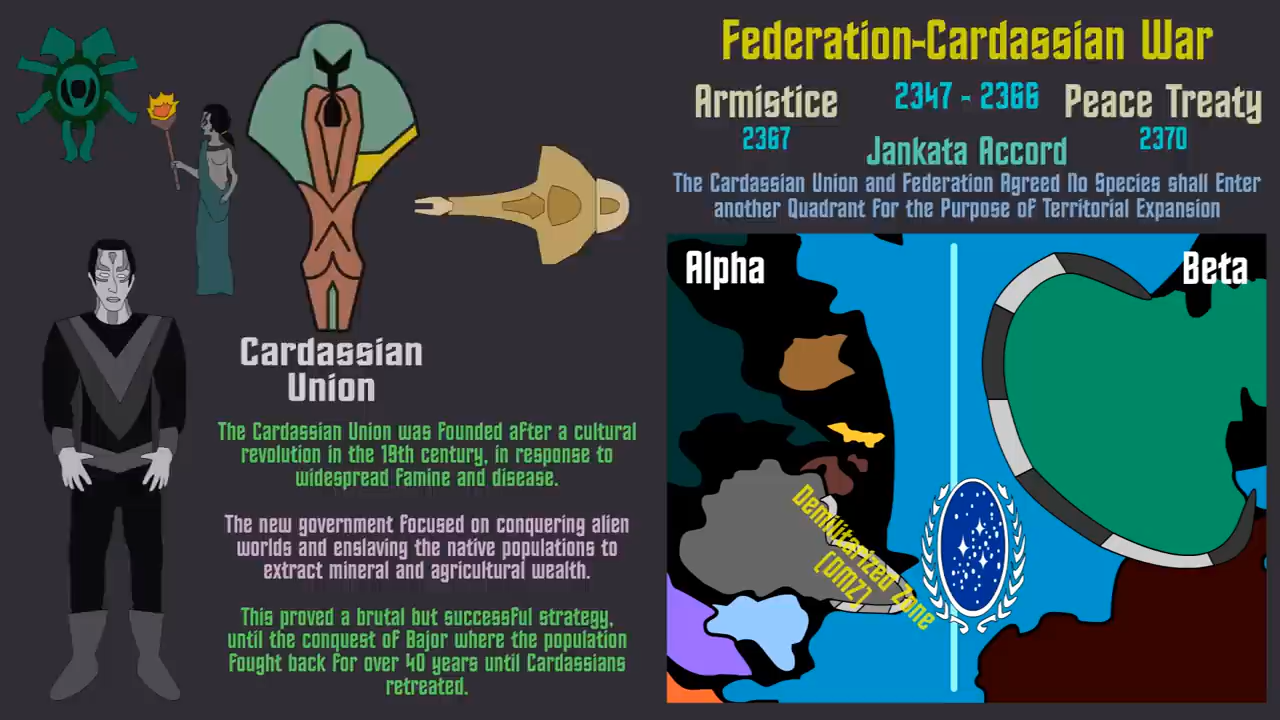 Cardassian
Union
The Cardassian Union was founded after a cultural
revolution in the 19th century, in response to
widespread famine and disease.
The new government focused on conquering alien
worlds and enslaving the native populations to
extract mineral and agricultural wealth.
This proved a brutal but successful strategy,
until the conquest of Bajor where the population
fought back for over 40 years until Cardassians
retreated.
Federation-Cardassian War
2347 - 2366
Armistice
2367
Peace Treaty
2370
Jankata Accord
The Cardassian Union and Federation Agreed No Species shall Enter
another Quadrant for the Purpose of Territorial Expansion
Alpha
Beta
Demilitarized Zone
(DMZ)